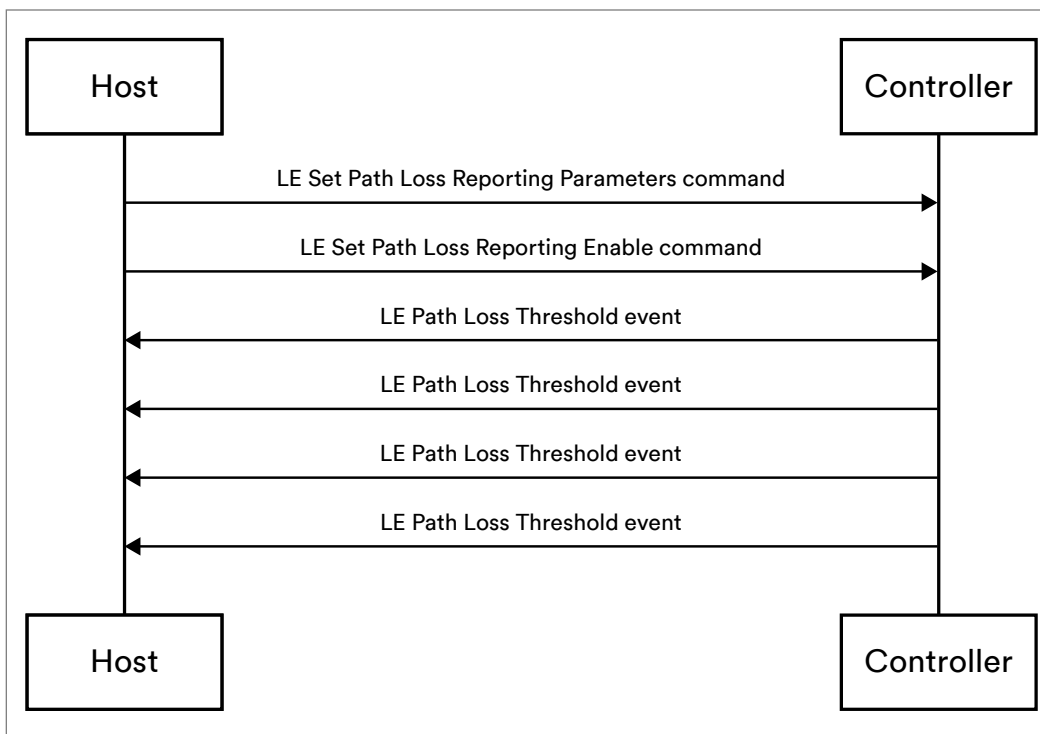 Host
Controller
LE Set Path Loss Reporting Parameters command
LE Set Path Loss Reporting Enable command
LE Path Loss Threshold event
LE Path Loss Threshold event
LE Path Loss Threshold event
LE Path Loss Threshold event
Host
Controller